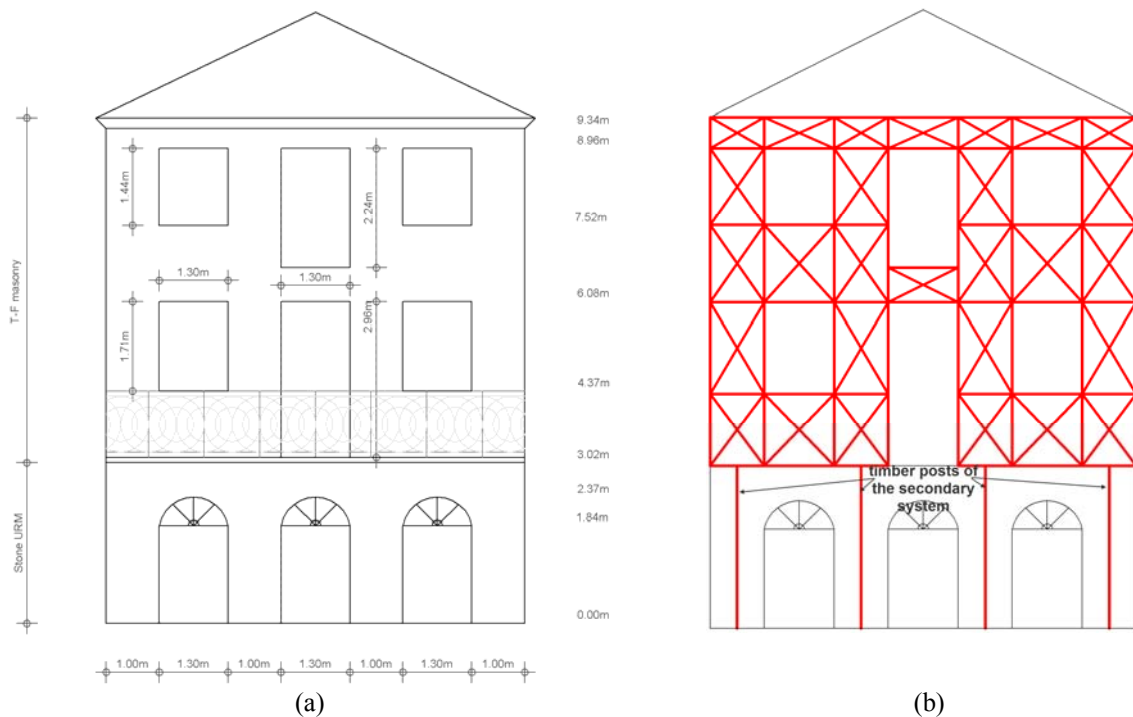 9.34m
8.96m
1.44m
2.24m
7.52m
T-F masonry
1.30m
1.30m
6.08m
2.96m
1.71m
4.37m
3.02m
timber posts of
the secondary
system
2.37m
1.84m
Stone URM
0.00m
1.00m 1.30m 1.00m 1.30m 1.00m 1.30m 1.00m
(a) (b)